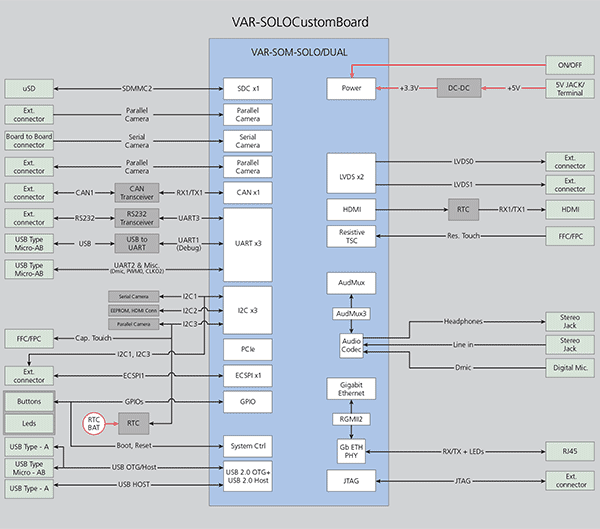 VAR-SOLOCustomBoard
VAR-SOM-SOLO/DUAL
ON/OFF
uSD
SDMMC2
SDC x1
Power
+3.3V
DC-DC
+5V
5V JACK/
Terminal
Ext.
connector
Parallel
Camera
Parallel
Camera
Board to Board
connector
Serial
Camera
Serial
Camera
Ext.
connector
Parallel
Camera
Parallel
Camera
LVDS x2
LVDS0
Ext.
connector
LVDS1
Ext.
connector
Ext.
connector
CAN1
CAN
Transceiver
RX1/TX1
CAN x1
HDMI
RTC
RX1/TX1
HDMI
Ext.
connector
RS232
RS232
Transceiver
UART3
UART x3
Resistive
TSC
Res. Touch
FFC/FPC
USB Type
Micro-AB
USB
USB to
UART
UART1
(Debug)
USB Type
Micro-AB
UART2 & Misc.
(Dmic, PWM0, CLKO2)
Serial Camera
I2C1
EEPROM, HDMI Conn
I2C2
Parallel Camera
I2C3
I2C x3
AudMux
AudMux3
Audio
Codec
Headphones
Stereo
Jack
Line in
Stereo
Jack
Dmic
Digital Mic.
FFC/FPC
Cap. Touich
I2C1, I2C3
PCIe
Ext.
connector
ECSPI1
ECSPI x1
Gigabit
Ethernet
Buttons
GPIOs
GPIO
Leds
RTC
BAT
RTC
RGMII2
Boot, Reset
System Ctrl
Gb ETH
PHY
RX/TX + LEDs
RJ45
USB Type - A
USB Type
Micro - AB
USB OTG/Host
USB 2.0 OTG+
USB 2.0 Host
USB Type - A
USB HOST
JTAG
JTAG
Ext.
connector